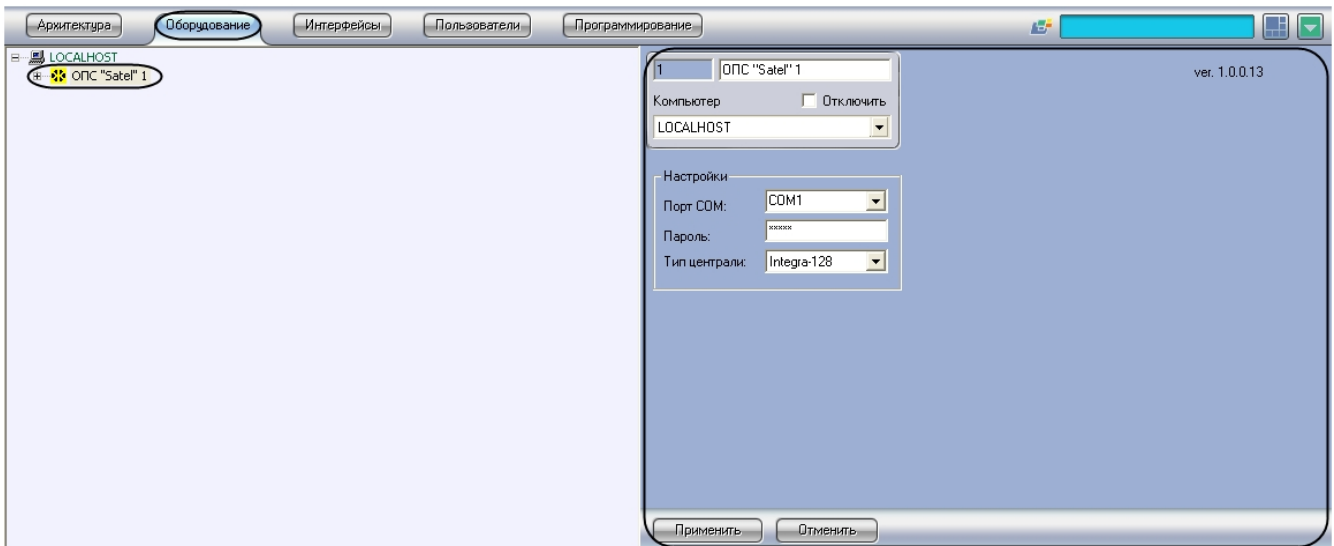 Архитектура Оборудование Интерфейсы Пользователи Программирование
LOCALHOST
ОПС "Satel" 1
1 ОПС "Satel" 1
ver. 1.0.0.13
Компьютер Отключить
LOCALHOST
Настройки
Порт COM: COM1
Пароль: xxxxx
Тип централи: Integra-128
Применить Отменить